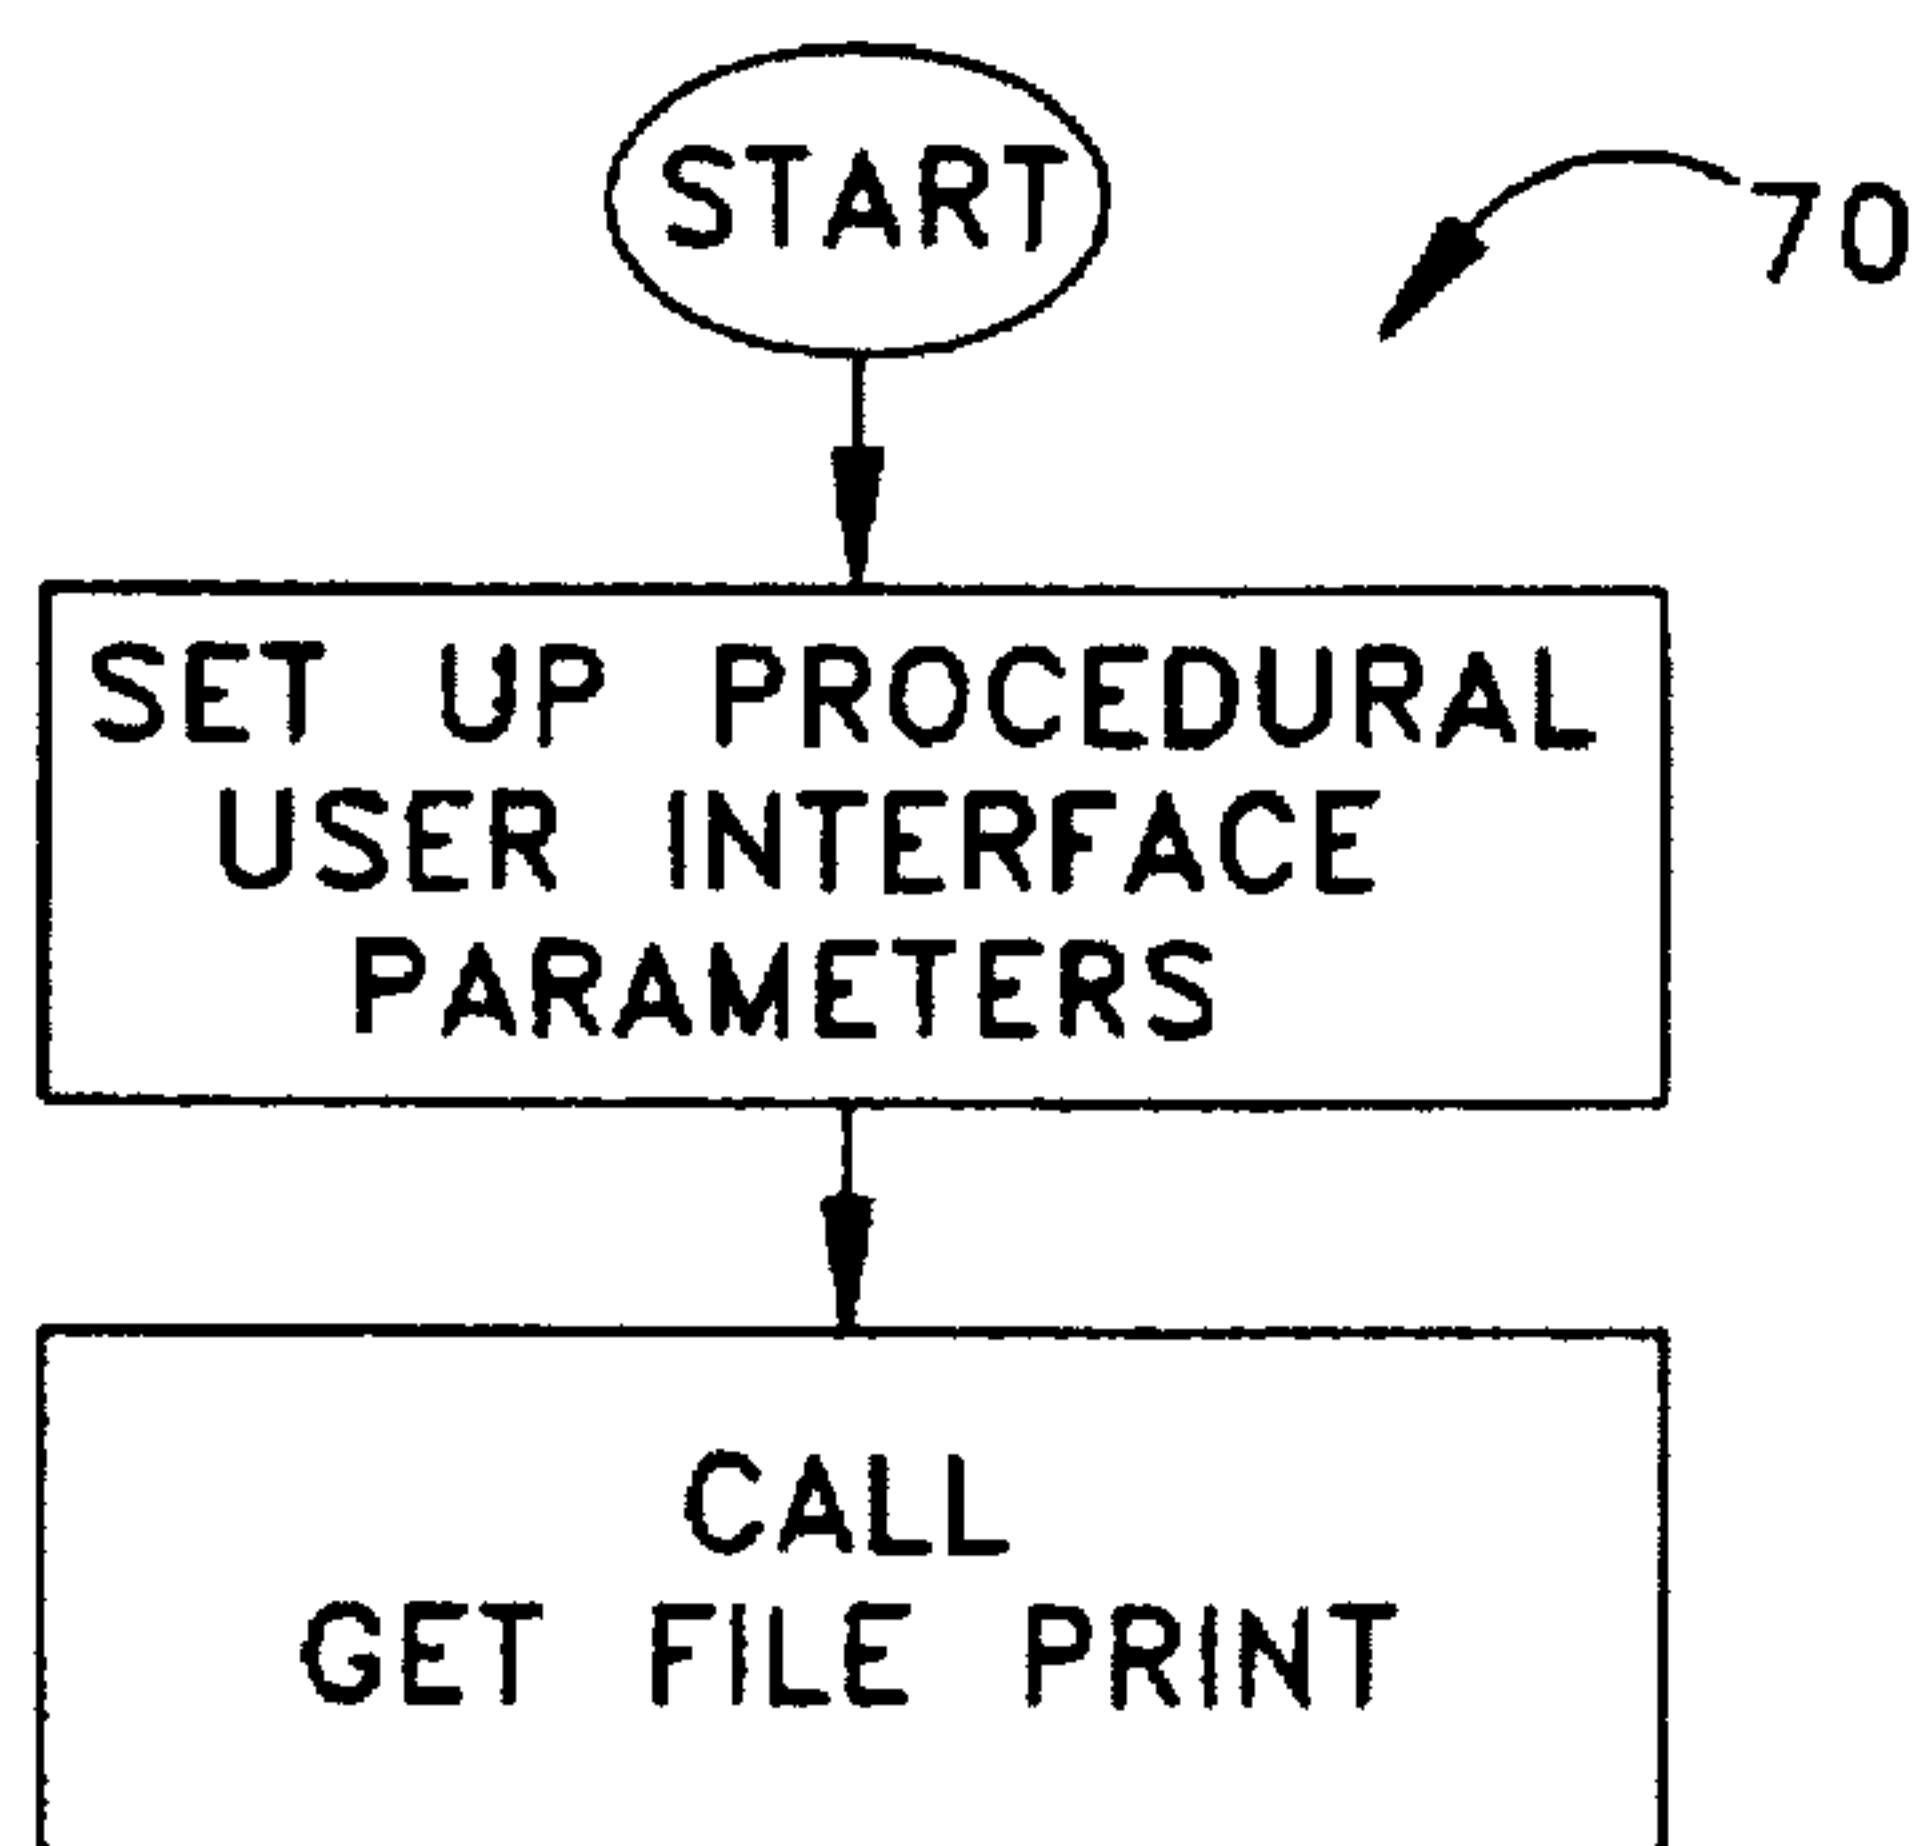 START
70
SET UP PROCEDURAL
USER INTERFACE
PARAMETERS
CALL
GET FILE PRINT